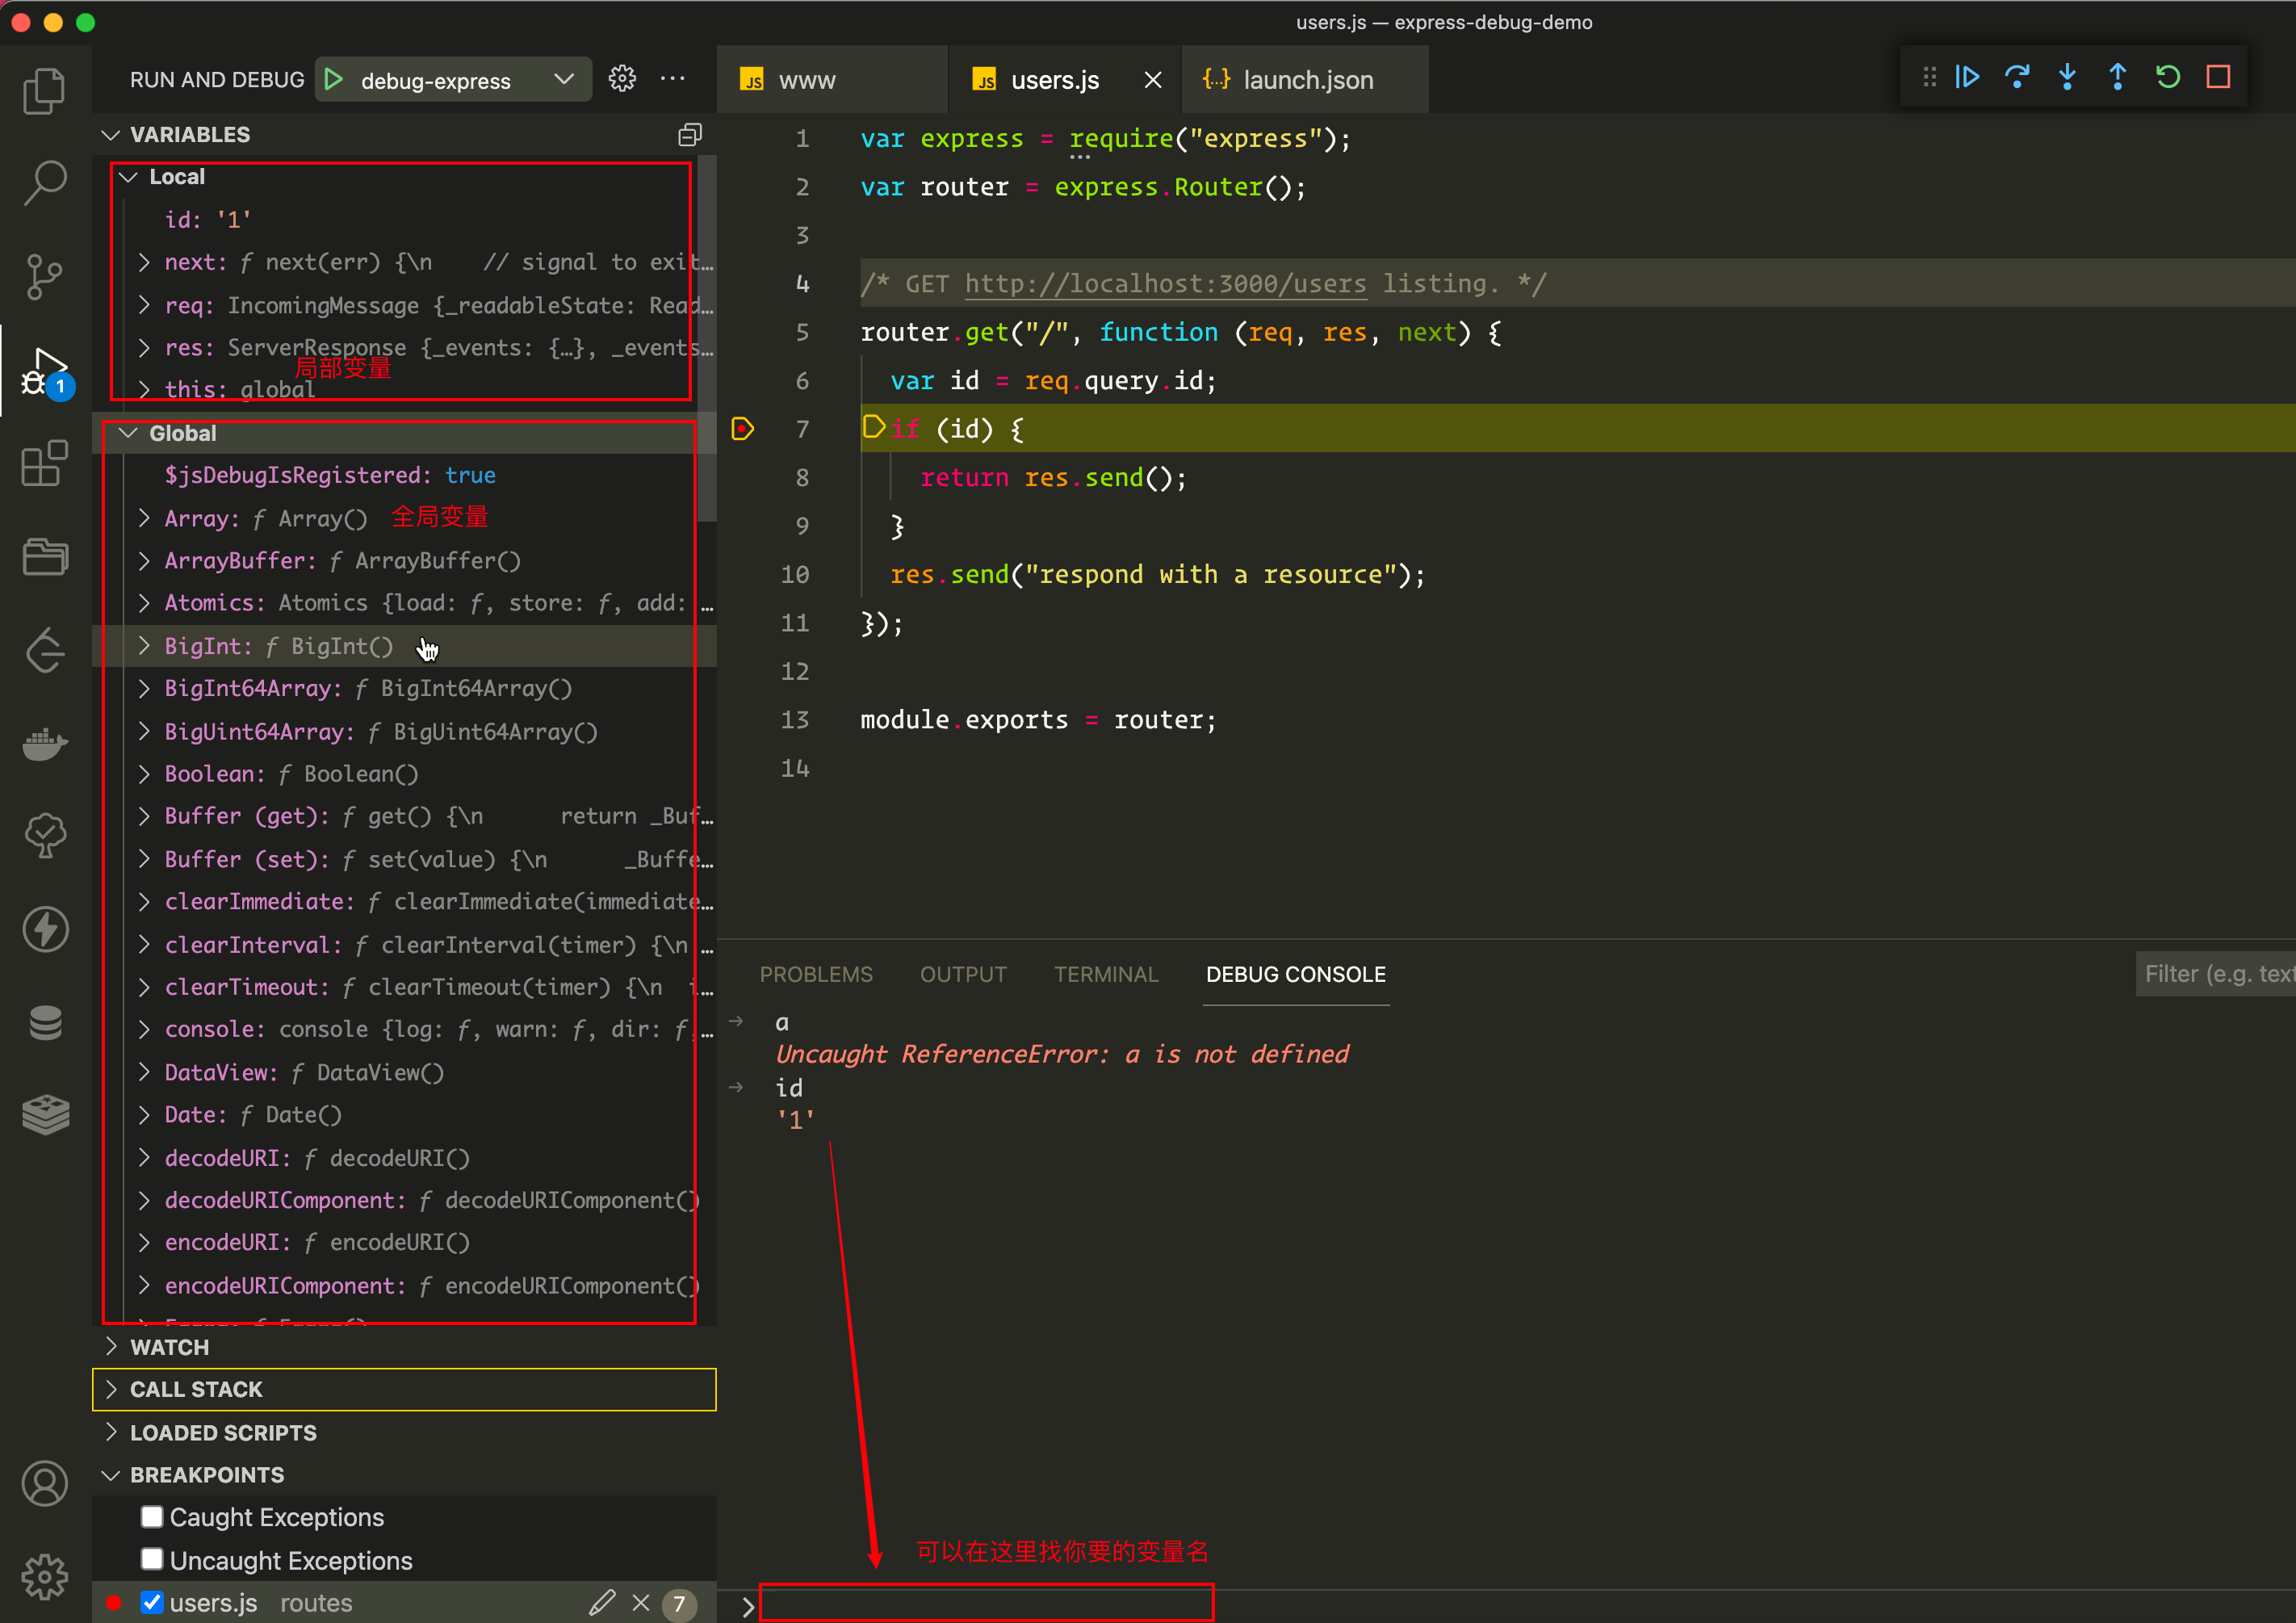 users.js — express-debug-demo
RUN AND DEBUG debug-express
www users.js launch.json
VARIABLES
Local
id: '1'
next: ƒ next(err) {\n    // signal to exit…
req: IncomingMessage {_readableState: Read…
res: ServerResponse {_events: {…}, _events…
局部变量
this: global
Global
$jsDebugIsRegistered: true
Array: ƒ Array() 全局变量
ArrayBuffer: ƒ ArrayBuffer()
Atomics: Atomics {load: ƒ, store: ƒ, add: …
BigInt: ƒ BigInt()
BigInt64Array: ƒ BigInt64Array()
BigUint64Array: ƒ BigUint64Array()
Boolean: ƒ Boolean()
Buffer (get): ƒ get() {\n      return _Buf…
Buffer (set): ƒ set(value) {\n      _Buffe…
clearImmediate: ƒ clearImmediate(immediate…
clearInterval: ƒ clearInterval(timer) {\n …
clearTimeout: ƒ clearTimeout(timer) {\n  i…
console: console {log: ƒ, warn: ƒ, dir: ƒ,…
DataView: ƒ DataView()
Date: ƒ Date()
decodeURI: ƒ decodeURI()
decodeURIComponent: ƒ decodeURIComponent()
encodeURI: ƒ encodeURI()
encodeURIComponent: ƒ encodeURIComponent()
WATCH
CALL STACK
LOADED SCRIPTS
BREAKPOINTS
Caught Exceptions
Uncaught Exceptions
users.js routes 7
1
1 var express = require("express");
2 var router = express.Router();
3
4 /* GET http://localhost:3000/users listing. */
5 router.get("/", function (req, res, next) {
6 var id = req.query.id;
7 if (id) {
8 return res.send();
9 }
10 res.send("respond with a resource");
11 });
12
13 module.exports = router;
14
PROBLEMS OUTPUT TERMINAL DEBUG CONSOLE Filter (e.g. text
→ a
Uncaught ReferenceError: a is not defined
→ id
'1'
可以在这里找你要的变量名